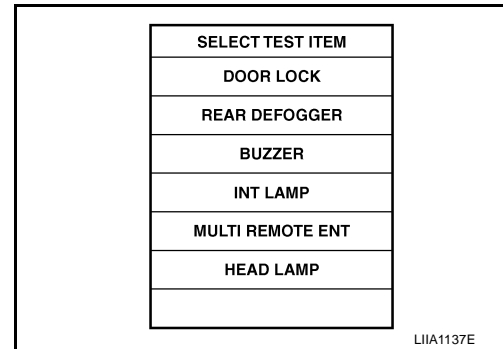 SELECT TEST ITEM
DOOR LOCK
REAR DEFOGGER
BUZZER
INT LAMP
MULTI REMOTE ENT
HEAD LAMP
LIIA1137E